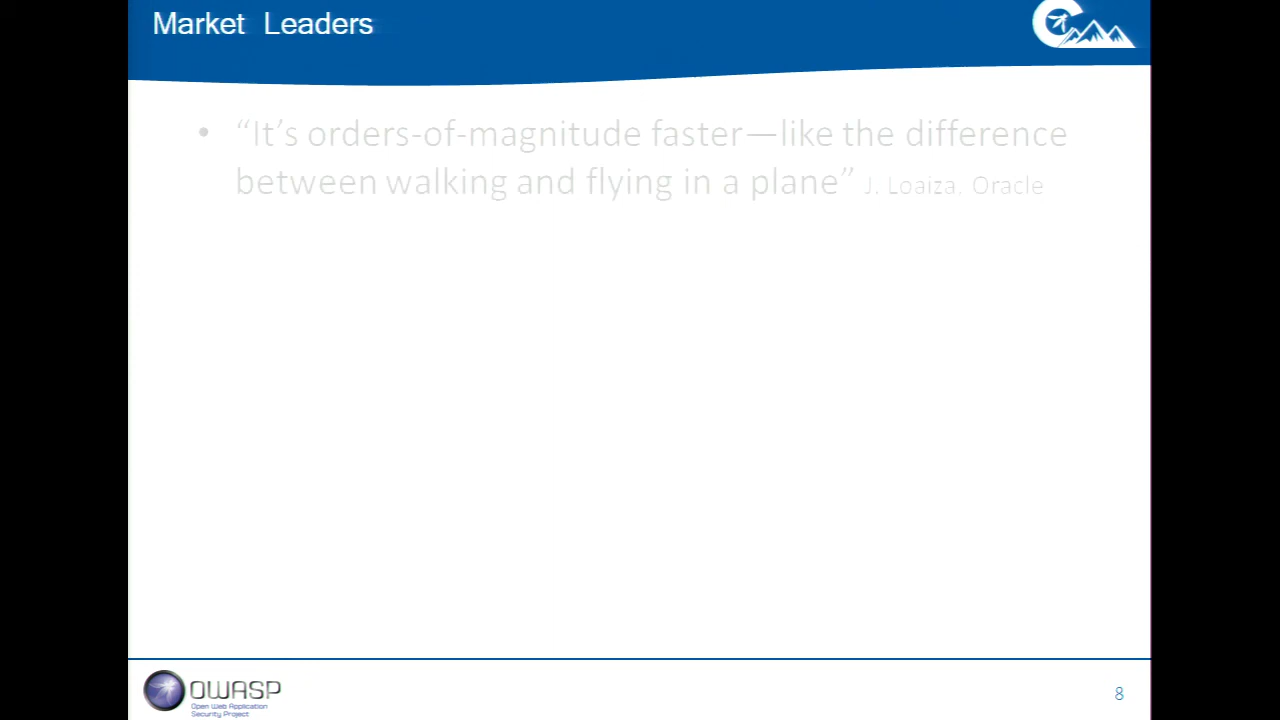 Market Leaders
• “It’s orders-of-magnitude faster—like the difference
between walking and flying in a plane” J. Loaiza, Oracle
OWASP
Open Web Application
Security Project
8